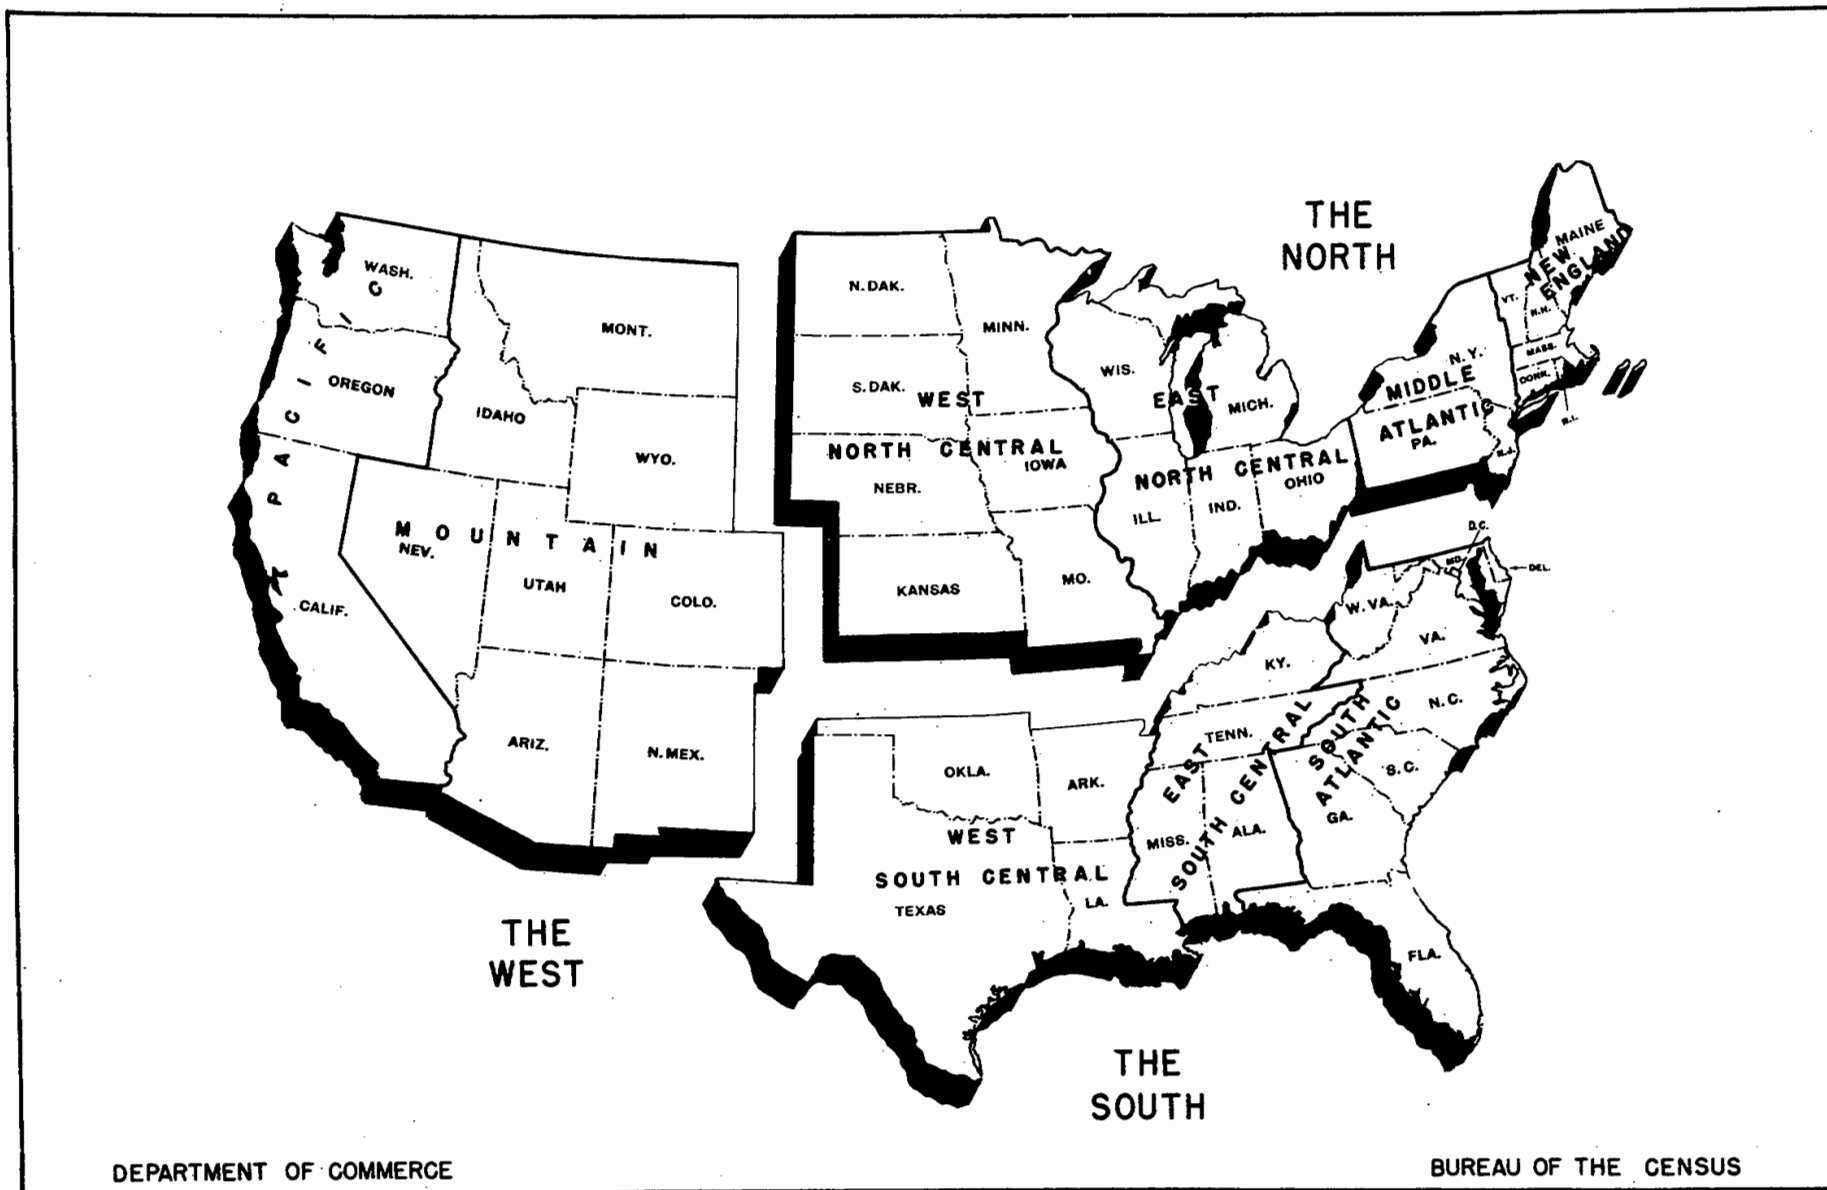 THE
NORTH
MAINE
NEW
ENGLAND
VT.
N.H.
MASS.
CONN.
R.I.
N.Y.
MIDDLE
ATLANTIC
PA.
N.J.
WASH.
OREGON
CALIF.
PACIFIC
MONT.
IDAHO
WYO.
MOUNTAIN
NEV.
UTAH
COLO.
ARIZ.
N.MEX.
THE
WEST
N.DAK.
MINN.
S.DAK.
WEST
NORTH CENTRAL
IOWA
NEBR.
KANSAS
MO.
WIS.
EAST
MICH.
NORTH CENTRAL
OHIO
ILL.
IND.
D.C.
MD.
DEL.
W.VA.
VA.
KY.
N.C.
TENN.
SOUTH
ATLANTIC
S.C.
GA.
EAST
SOUTH CENTRAL
MISS.
ALA.
FLA.
OKLA.
ARK.
WEST
SOUTH CENTRAL
LA.
TEXAS
THE
SOUTH
DEPARTMENT OF COMMERCE
BUREAU OF THE CENSUS